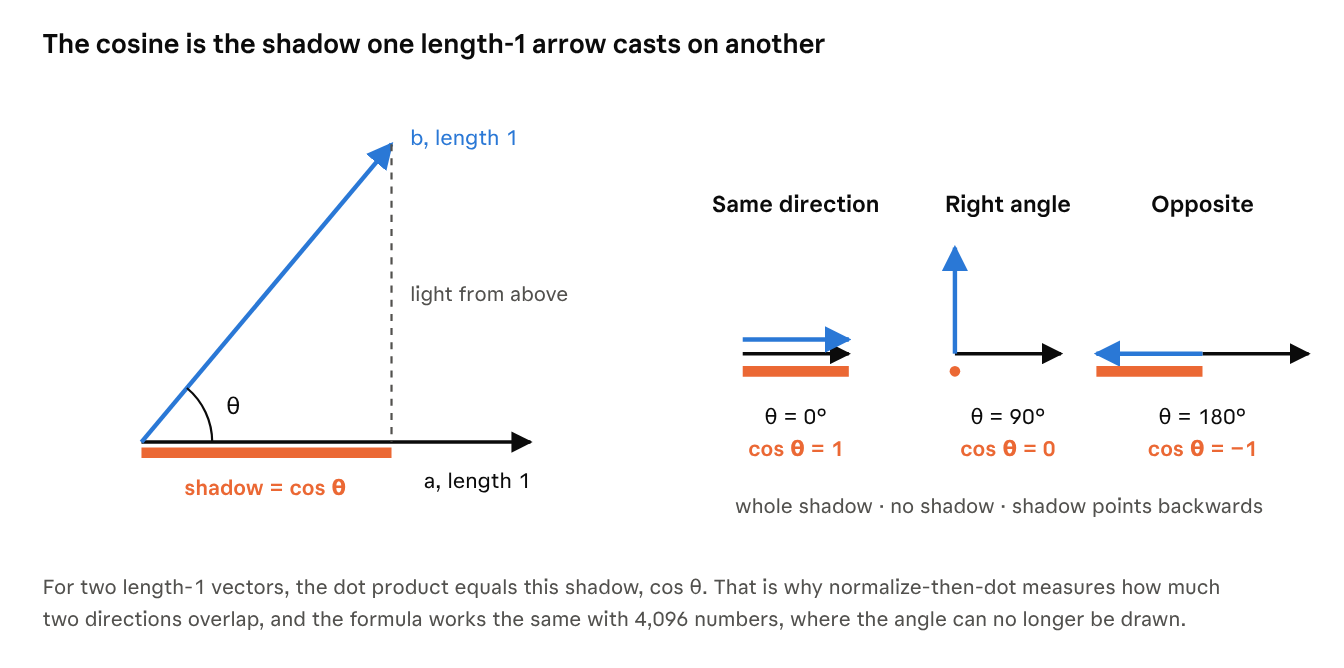 The cosine is the shadow one length-1 arrow casts on another
b, length 1
light from above
θ
shadow = cos θ
a, length 1
Same direction
Right angle
Opposite
θ = 0°
θ = 90°
θ = 180°
cos θ = 1
cos θ = 0
cos θ = −1
whole shadow · no shadow · shadow points backwards
For two length-1 vectors, the dot product equals this shadow, cos θ. That is why normalize-then-dot measures how much
two directions overlap, and the formula works the same with 4,096 numbers, where the angle can no longer be drawn.